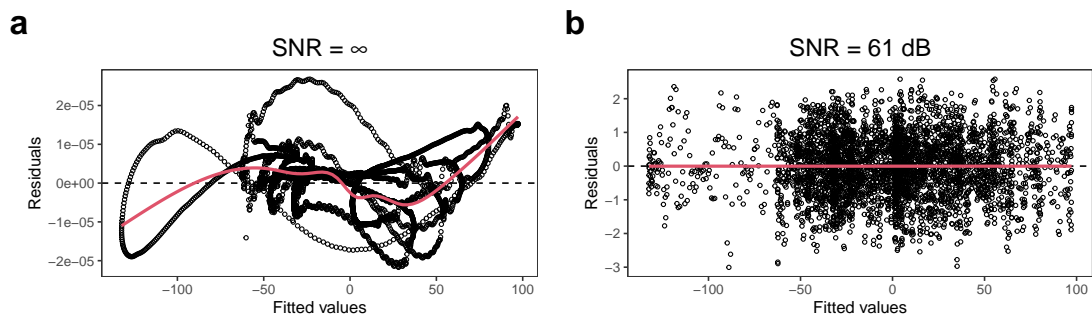 a
SNR = ∞
Residuals
2e−05
1e−05
0e+00
−1e−05
−2e−05
−100
−50
0
50
100
Fitted values
b
SNR = 61 dB
Residuals
2
1
0
−1
−2
−3
−100
−50
0
50
100
Fitted values